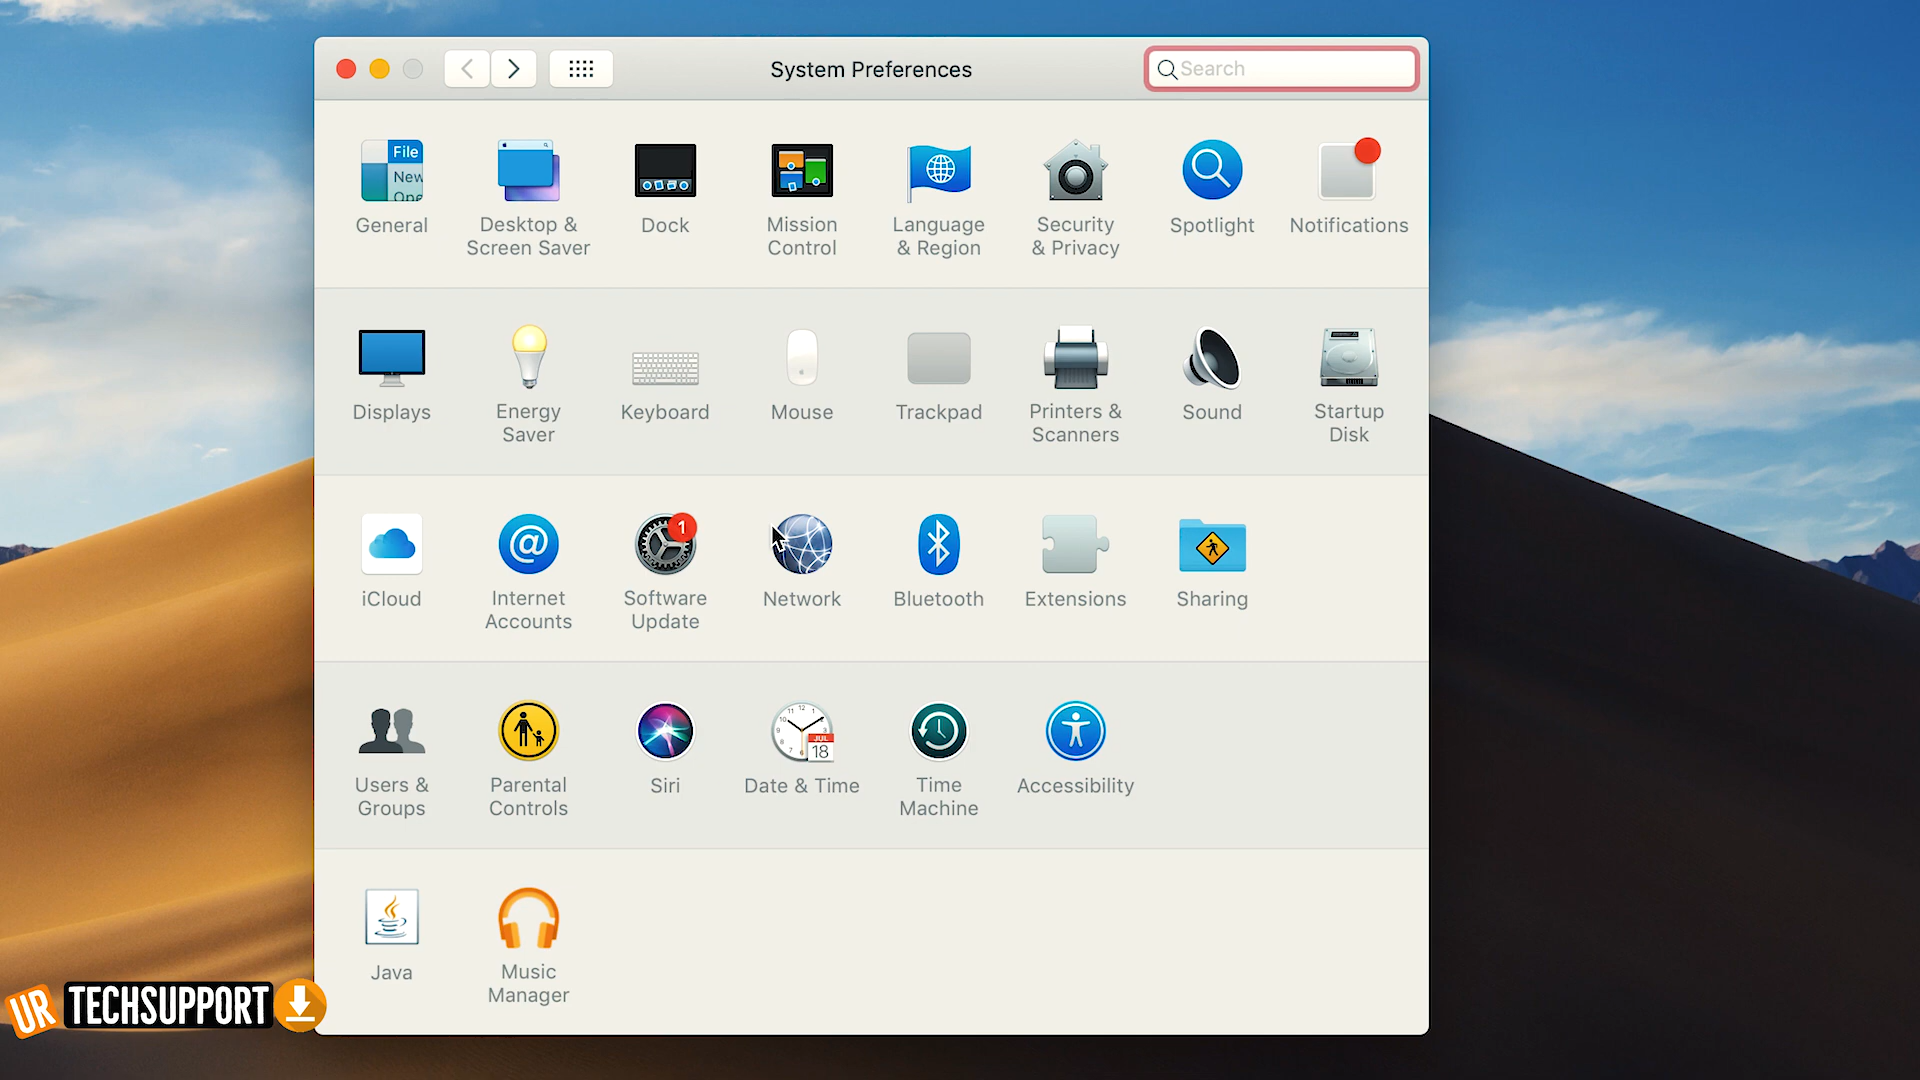 System Preferences
Search
File
New
Ope
General
Desktop &
Screen Saver
Dock
Mission
Control
Language
& Region
Security
& Privacy
Spotlight
Notifications
Displays
Energy
Saver
Keyboard
Mouse
Trackpad
Printers &
Scanners
Sound
Startup
Disk
iCloud
@
Internet
Accounts
1
Software
Update
Network
Bluetooth
Extensions
Sharing
Users &
Groups
Parental
Controls
Siri
JUL
18
Date & Time
Time
Machine
Accessibility
Java
Music
Manager
UR TECHSUPPORT